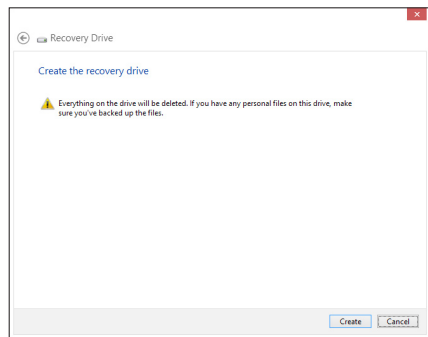 Recovery Drive
Create the recovery drive
Everything on the drive will be deleted. If you have any personal files on this drive, make
sure you've backed up the files.
Create Cancel